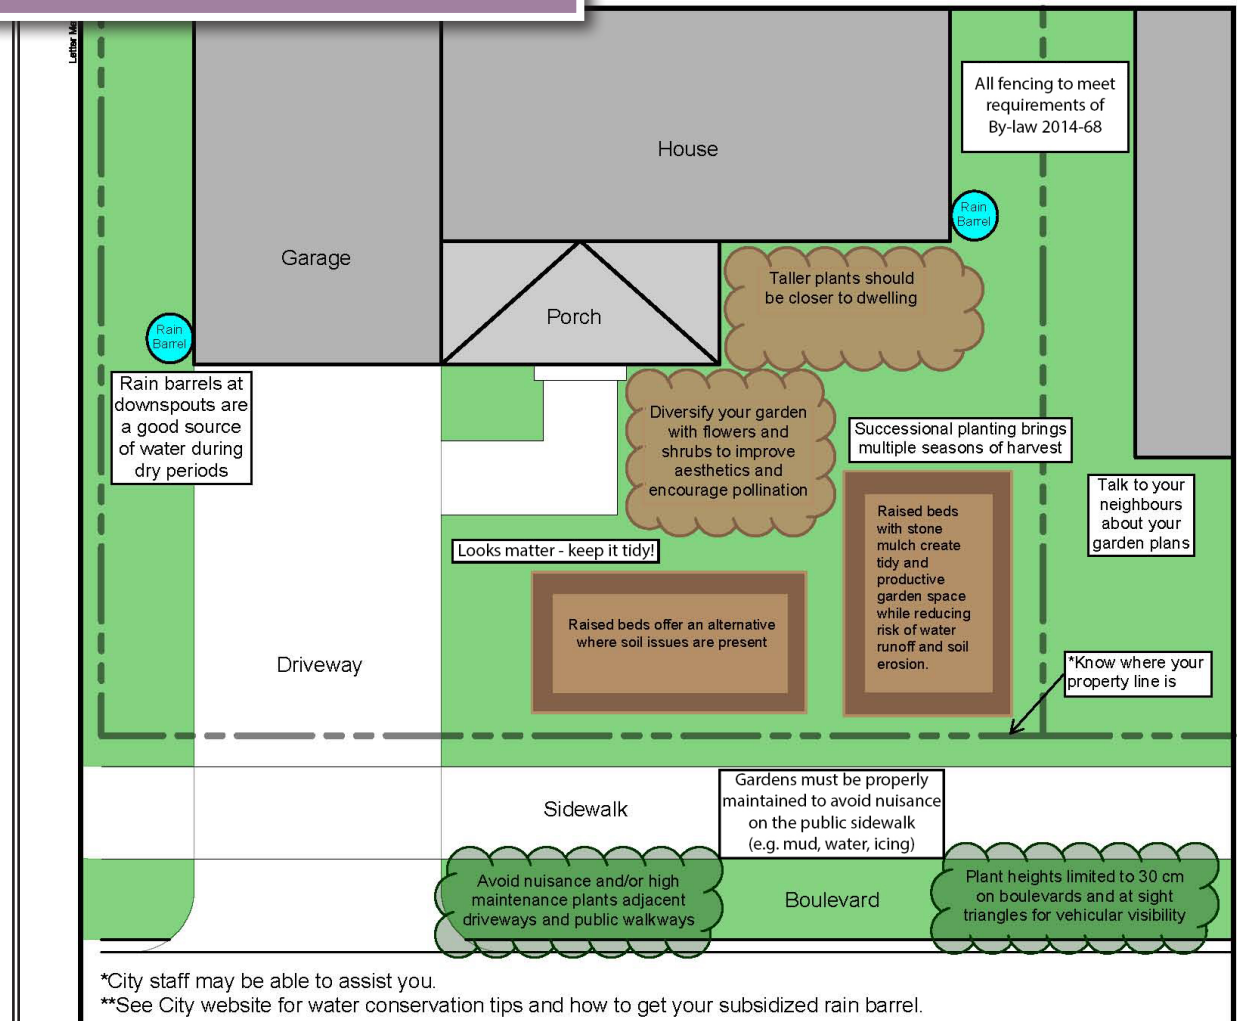 Letter
All fencing to meet
requirements of
By-law 2014-68
House
Rain
Barrel
Garage
Taller plants should
be closer to dwelling
Porch
Rain
Barrel
Rain barrels at
downspouts are
a good source
of water during
dry periods
Diversify your garden
with flowers and
shrubs to improve
aesthetics and
encourage pollination
Successional planting brings
multiple seasons of harvest
Talk to your
neighbours
about your
garden plans
Raised beds
with stone
mulch create
tidy and
productive
garden space
while reducing
risk of water
runoff and soil
erosion.
Looks matter - keep it tidy!
Raised beds offer an alternative
where soil issues are present
Driveway
*Know where your
property line is
Sidewalk
Gardens must be properly
maintained to avoid nuisance
on the public sidewalk
(e.g. mud, water, icing)
Avoid nuisance and/or high
maintenance plants adjacent
driveways and public walkways
Boulevard
Plant heights limited to 30 cm
on boulevards and at sight
triangles for vehicular visibility
*City staff may be able to assist you.
**See City website for water conservation tips and how to get your subsidized rain barrel.